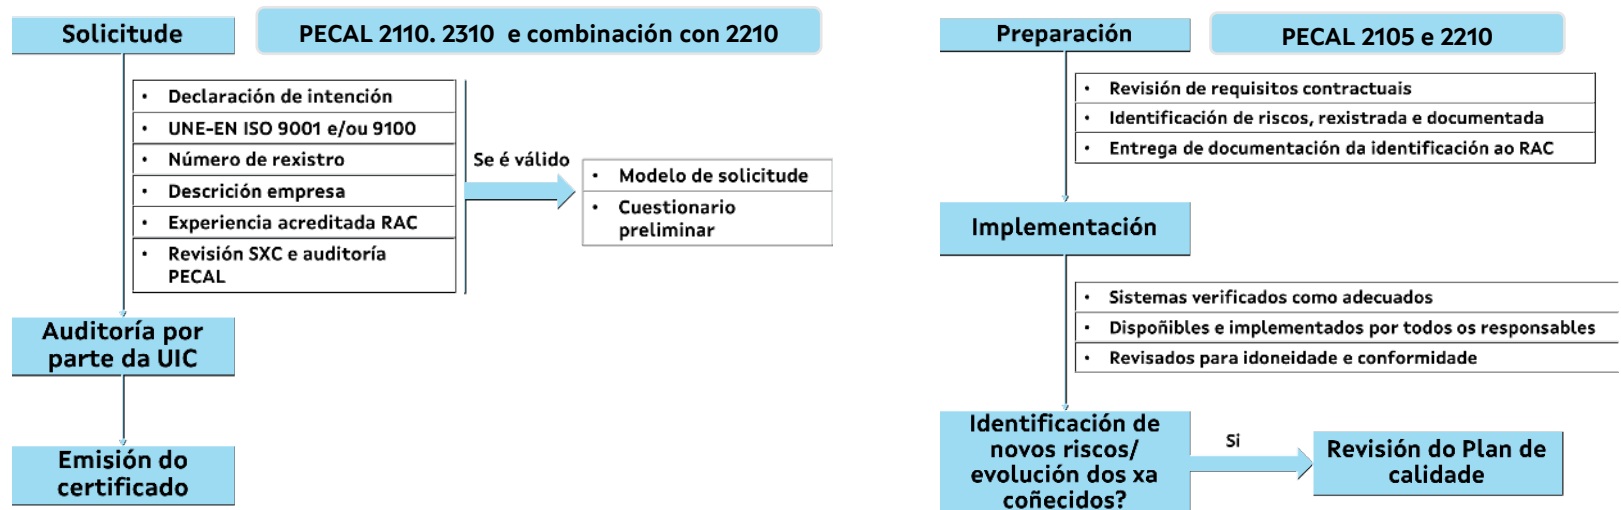 Solicitude
PECAL 2110. 2310 e combinación con 2210
• Declaración de intención
• UNE-EN ISO 9001 e/ou 9100
• Número de rexistro
• Descrición empresa
• Experiencia acreditada RAC
• Revisión SXC e auditoría
PECAL
Se é válido
• Modelo de solicitude
• Cuestionario
preliminar
Auditoría por
parte da UIC
Emisión do
certificado
Preparación
PECAL 2105 e 2210
• Revisión de requisitos contractuais
• Identificación de riscos, rexistrada e documentada
• Entrega de documentación da identificación ao RAC
Implementación
• Sistemas verificados como adecuados
• Dispoñibles e implementados por todos os responsables
• Revisados para idoneidade e conformidade
Identificación de
novos riscos/
evolución dos xa
coñecidos?
Si
Revisión do Plan de
calidade